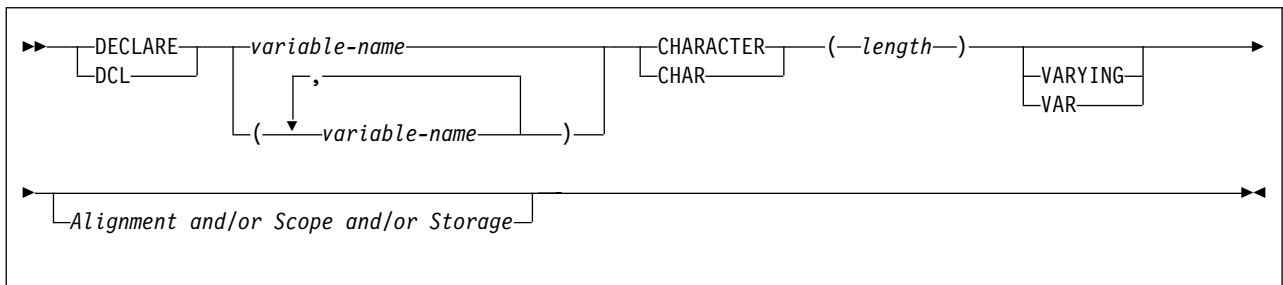 DECLARE variable-name CHARACTER ( length )
DCL , CHAR VARYING
VAR
( variable-name )
Alignment and/or Scope and/or Storage